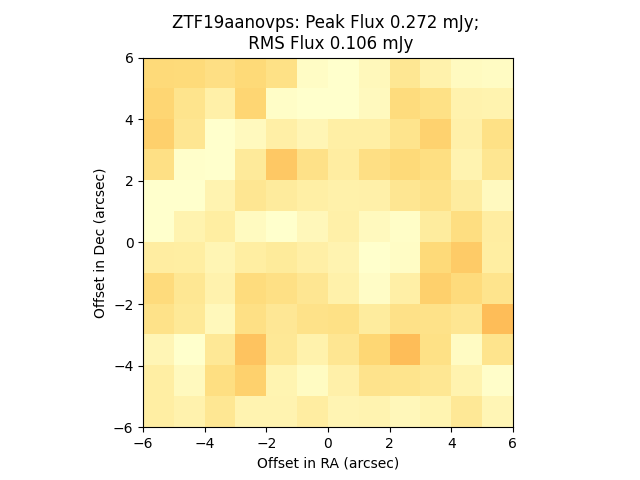 ZTF19aanovps: Peak Flux 0.272 mJy;
RMS Flux 0.106 mJy
6
4
2
0
−2
−4
−6
Offset in Dec (arcsec)
−6 −4 −2 0 2 4 6
Offset in RA (arcsec)